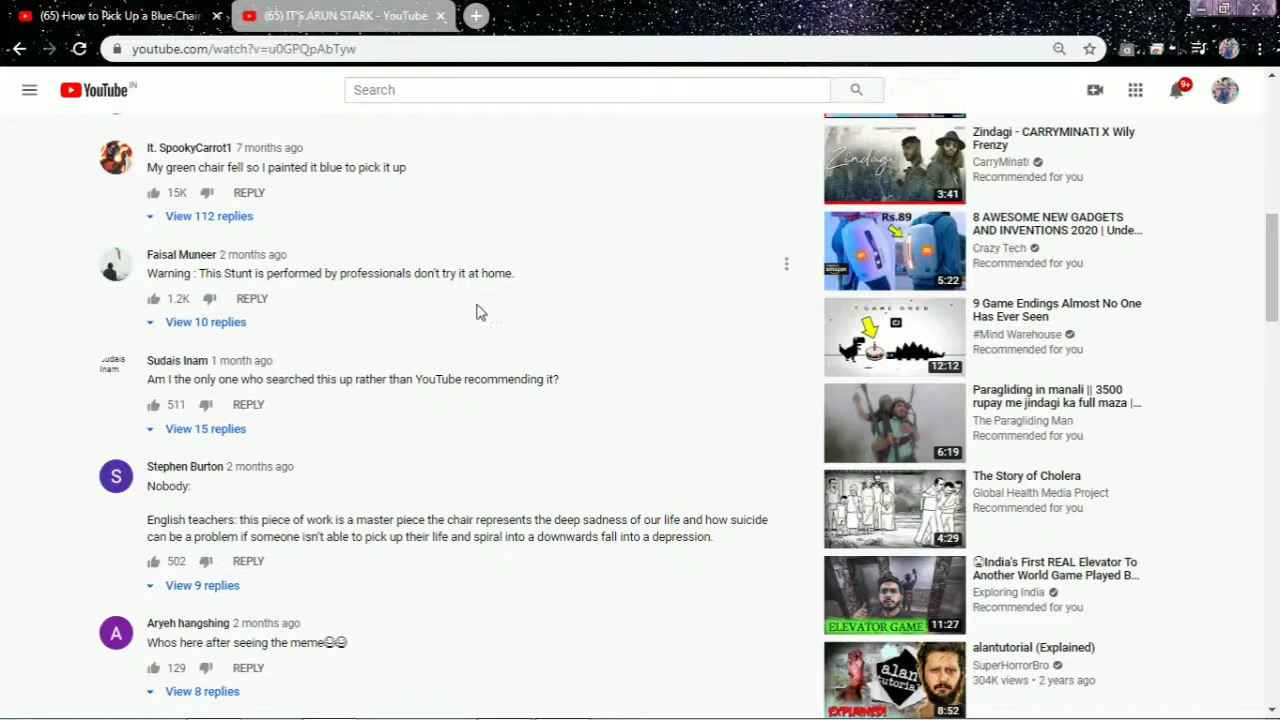 (65) How to Pick Up a Blue Chair
(65) IT'S ARUN STARK - YouTube
youtube.com/watch?v=u0GPQpAbTyw
YouTube IN
Search
9+
It. SpookyCarrot1 7 months ago
My green chair fell so I painted it blue to pick it up
15K REPLY
View 112 replies
Faisal Muneer 2 months ago
Warning : This Stunt is performed by professionals don't try it at home.
1.2K REPLY
View 10 replies
Sudais Inam
Sudais Inam 1 month ago
Am I the only one who searched this up rather than YouTube recommending it?
511 REPLY
View 15 replies
S
Stephen Burton 2 months ago
Nobody:
English teachers: this piece of work is a master piece the chair represents the deep sadness of our life and how suicide
can be a problem if someone isn't able to pick up their life and spiral into a downwards fall into a depression.
502 REPLY
View 9 replies
A
Aryeh hangshing 2 months ago
Whos here after seeing the meme😂😂
129 REPLY
View 8 replies
Zindagi
3:41
Zindagi - CARRYMINATI X Wily
Frenzy
CarryMinati
Recommended for you
Rs.89
JBL
JBL
amazon
5:22
8 AWESOME NEW GADGETS
AND INVENTIONS 2020 | Unde...
Crazy Tech
Recommended for you
GAME OVER
12:12
9 Game Endings Almost No One
Has Ever Seen
#Mind Warehouse
Recommended for you
6:19
Paragliding in manali || 3500
rupay me jindagi ka full maza |...
The Paragliding Man
Recommended for you
4:29
The Story of Cholera
Global Health Media Project
Recommended for you
ELEVATOR GAME
11:27
India's First REAL Elevator To
Another World Game Played B...
Exploring India
Recommended for you
alan
tutorial
EXPLAINED!
8:52
alantutorial (Explained)
SuperHorrorBro
304K views • 2 years ago